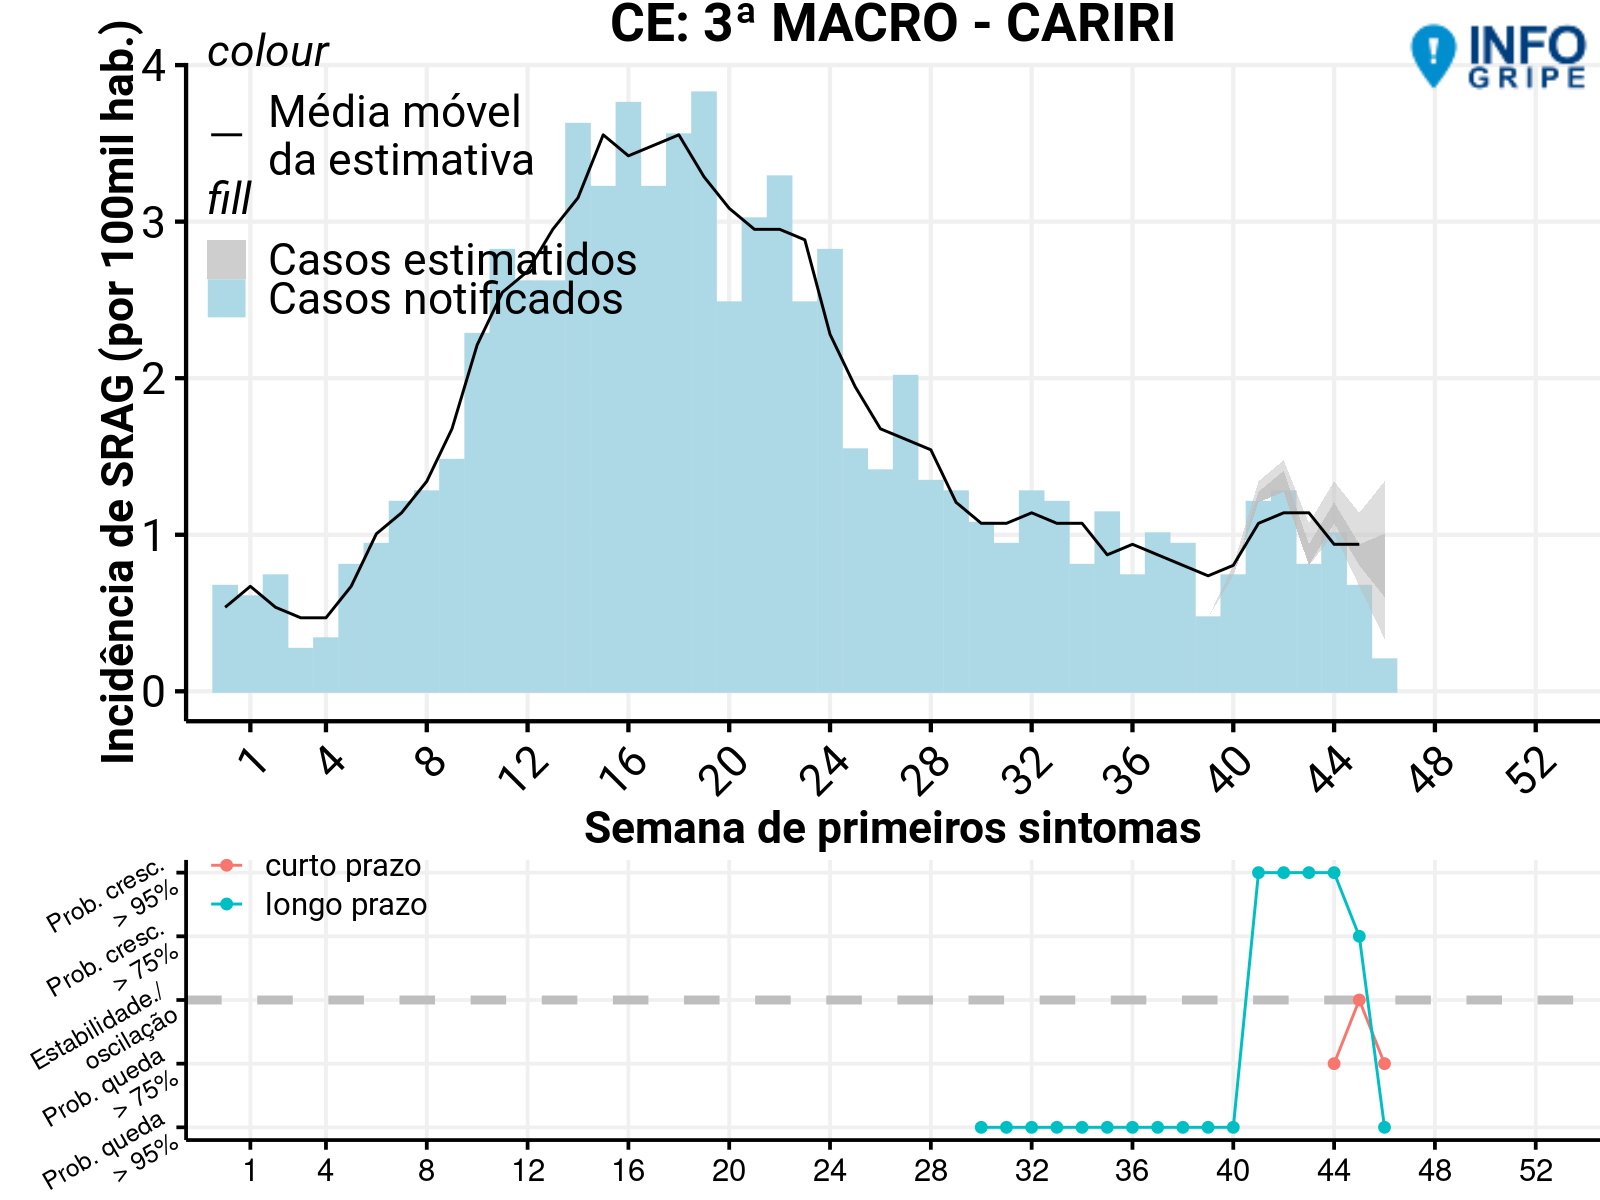 CE: 3ª MACRO - CARIRI
INFO
GRIPE
Incidência de SRAG (por 100mil hab.)
colour
Média móvel
da estimativa
fill
Casos estimatidos
Casos notificados
4
3
2
1
0
1 4 8 12 16 20 24 28 32 36 40 44 48 52
Semana de primeiros sintomas
curto prazo
longo prazo
Prob. cresc.
> 95%
Prob. cresc.
> 75%
Estabilidade./
oscilação
Prob. queda
> 75%
Prob. queda
> 95%
1 4 8 12 16 20 24 28 32 36 40 44 48 52